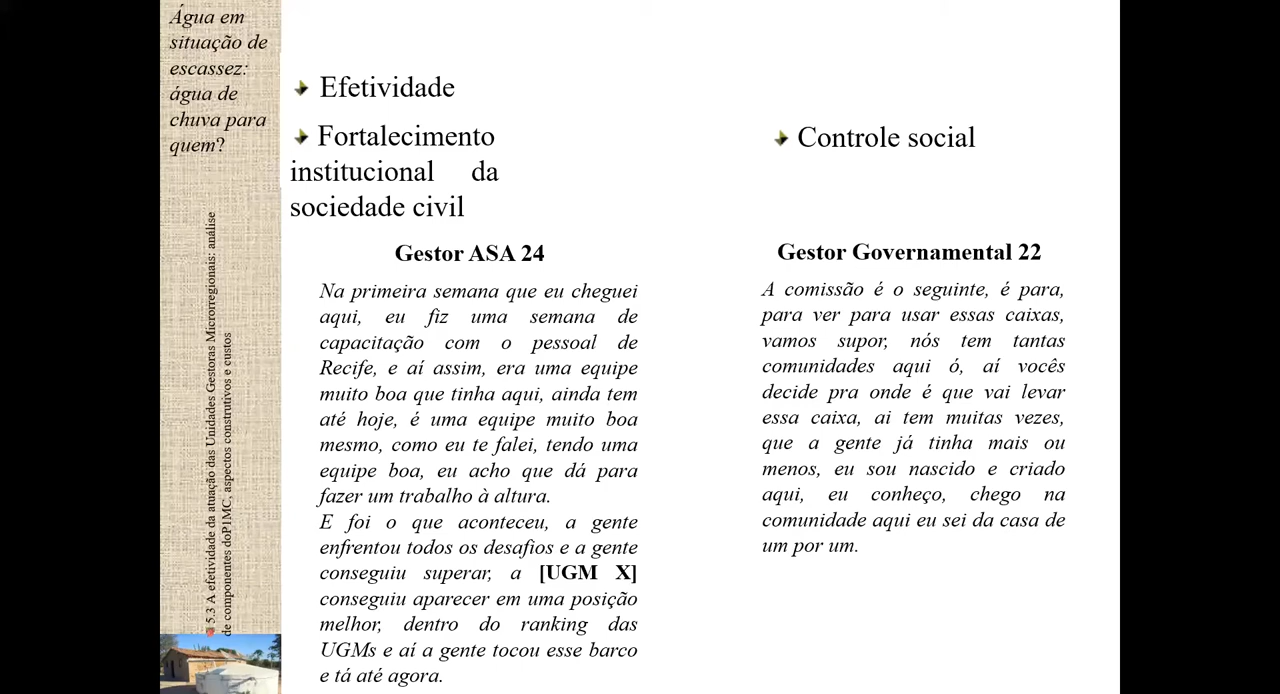 Água em
situação de
escassez:
água de
chuva para
quem?
5.3 A efetividade da atuação das Unidades Gestoras Microrregionais: análise
de componentes doP1MC, aspectos construtivos e custos
Efetividade
Fortalecimento
institucional da
sociedade civil
Gestor ASA 24
Na primeira semana que eu cheguei
aqui, eu fiz uma semana de
capacitação com o pessoal de
Recife, e aí assim, era uma equipe
muito boa que tinha aqui, ainda tem
até hoje, é uma equipe muito boa
mesmo, como eu te falei, tendo uma
equipe boa, eu acho que dá para
fazer um trabalho à altura.
E foi o que aconteceu, a gente
enfrentou todos os desafios e a gente
conseguiu superar, a [UGM X]
conseguiu aparecer em uma posição
melhor, dentro do ranking das
UGMs e aí a gente tocou esse barco
e tá até agora.
Controle social
Gestor Governamental 22
A comissão é o seguinte, é para,
para ver para usar essas caixas,
vamos supor, nós tem tantas
comunidades aqui ó, aí vocês
decide pra onde é que vai levar
essa caixa, ai tem muitas vezes,
que a gente já tinha mais ou
menos, eu sou nascido e criado
aqui, eu conheço, chego na
comunidade aqui eu sei da casa de
um por um.